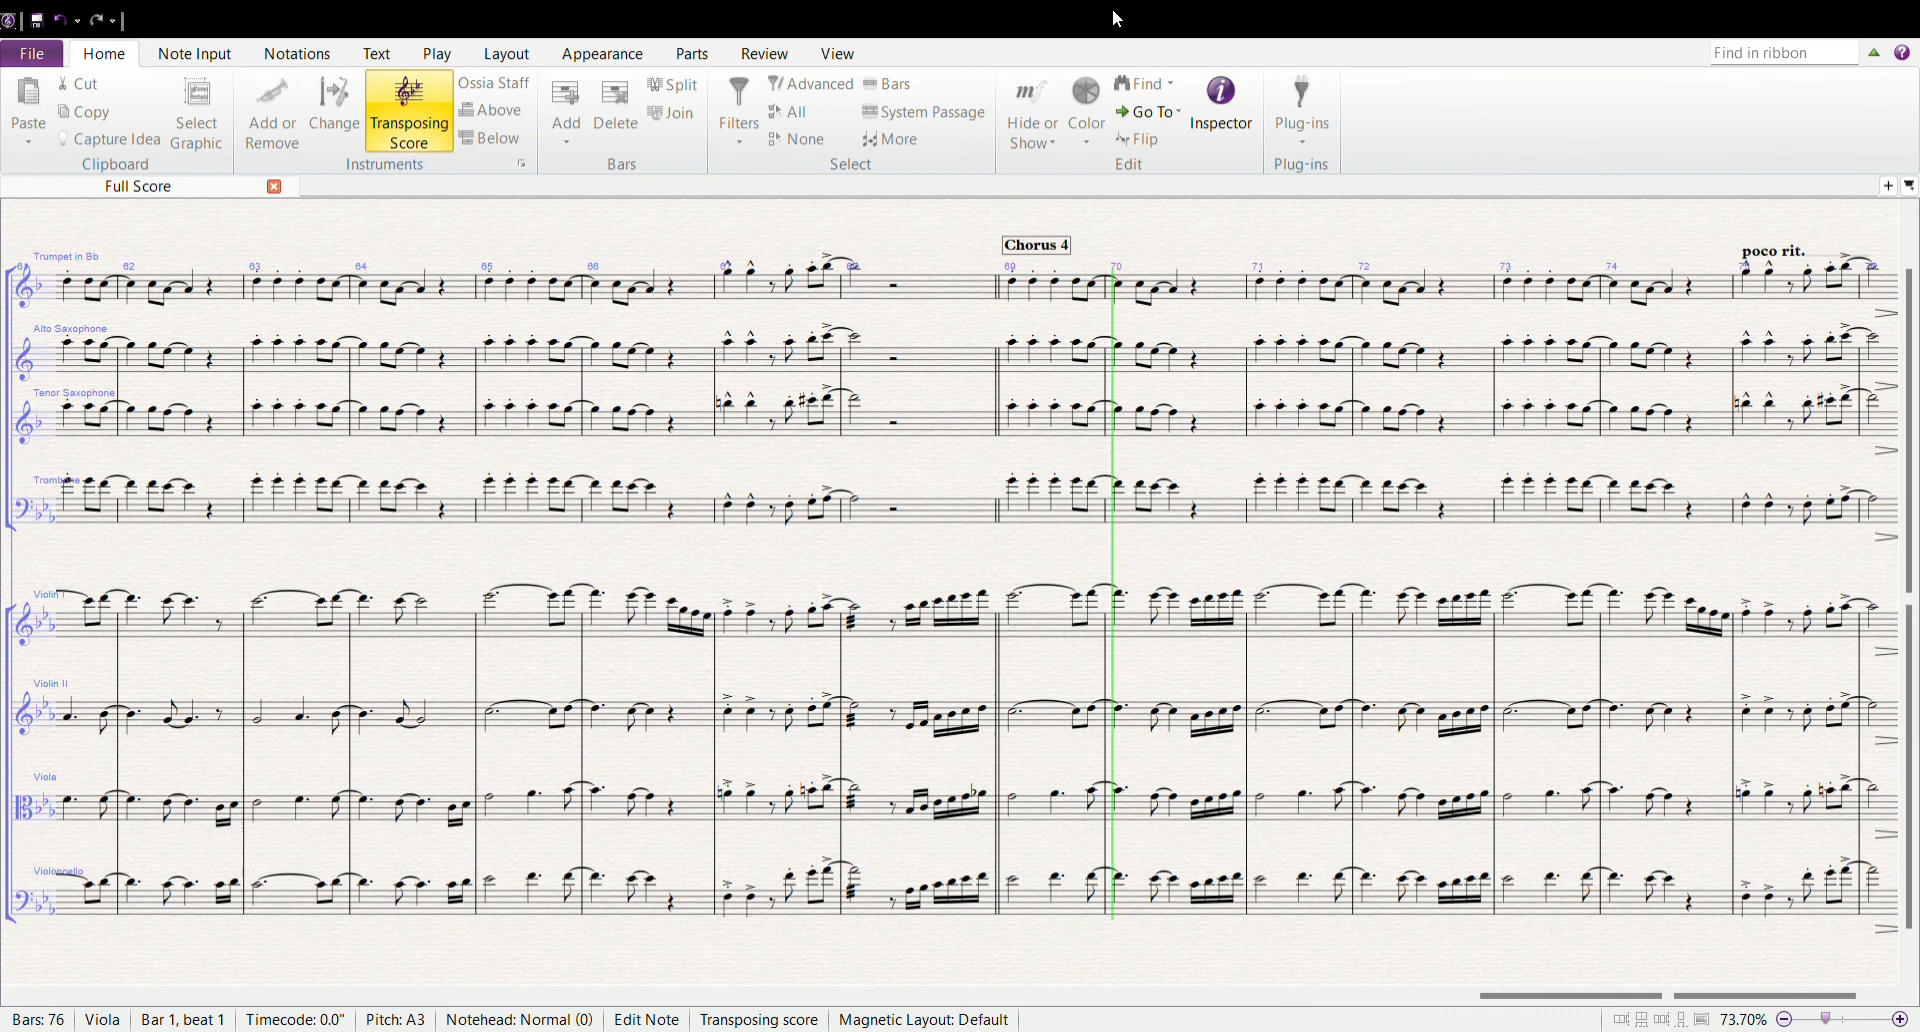 File Home Note Input Notations Text Play Layout Appearance Parts Review View Find in ribbon
Paste Cut Copy Capture Idea Select Graphic Clipboard
Add or Remove Change Transposing Score Ossia Staff Above Below Instruments
Add Delete Split Join Bars
Filters Advanced All None Bars System Passage More Select
Hide or Show Color Find Go To Flip Inspector Edit
Plug-ins Plug-ins
Full Score
Chorus 4
poco rit.
Trumpet in Bb
62 63 64 65 66 69 70 71 72 73 74
Alto Saxophone
Tenor Saxophone
Trombone
Violin I
Violin II
Viola
Violoncello
Bars: 76 Viola Bar 1, beat 1 Timecode: 0.0" Pitch: A3 Notehead: Normal (0) Edit Note Transposing score Magnetic Layout: Default 73.70%